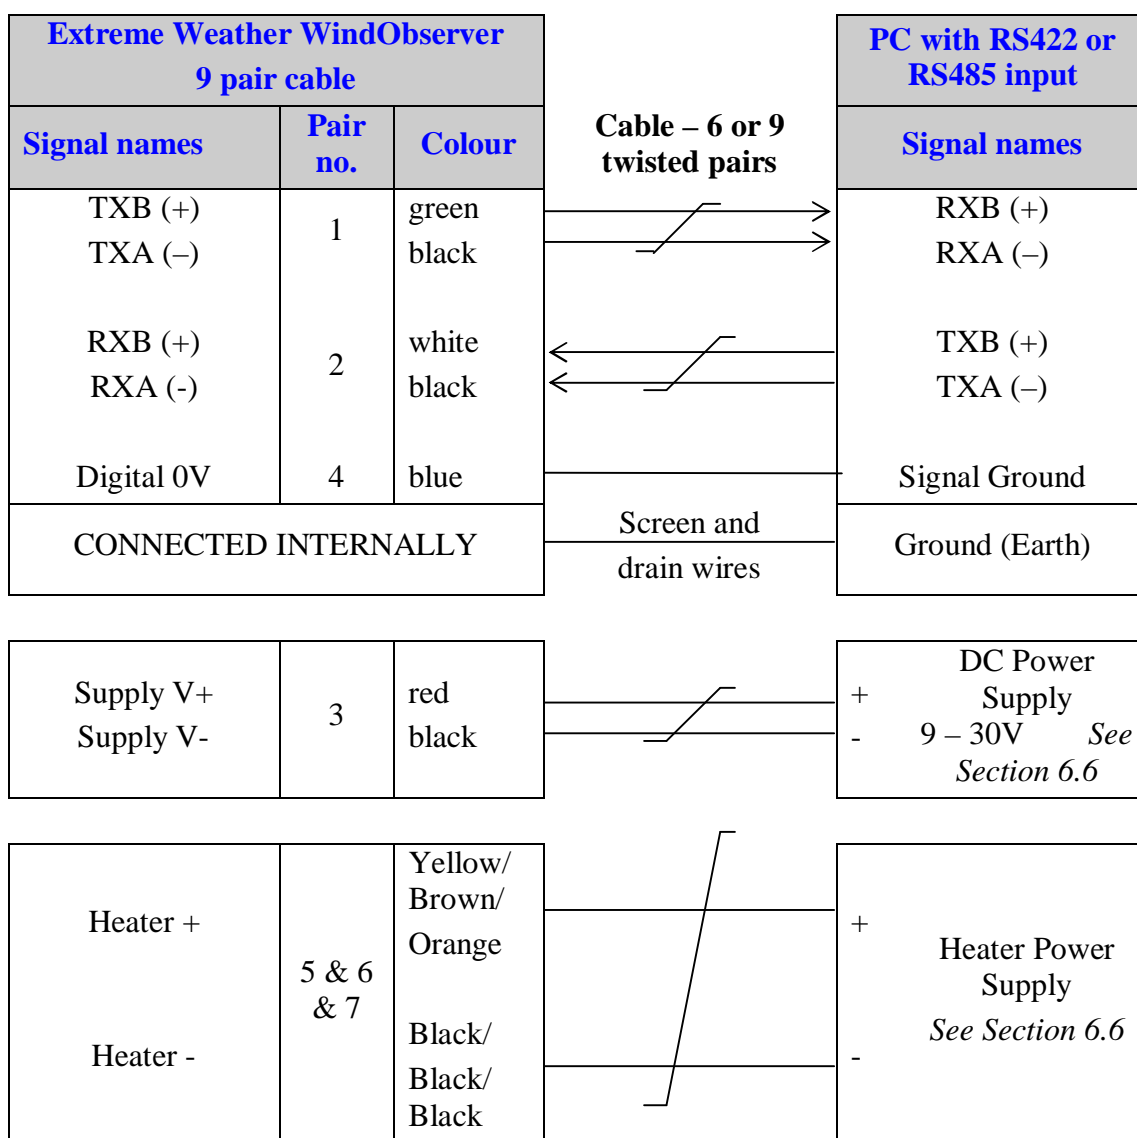 Extreme Weather WindObserver
9 pair cable
PC with RS422 or
RS485 input
Signal names
Pair
no.
Colour
Cable – 6 or 9
twisted pairs
Signal names
TXB (+)
TXA (–)
1
green
black
RXB (+)
RXA (–)
RXB (+)
RXA (-)
2
white
black
TXB (+)
TXA (–)
Digital 0V
4
blue
Signal Ground
CONNECTED INTERNALLY
Screen and
drain wires
Ground (Earth)
Supply V+
Supply V-
3
red
black
+
-
DC Power
Supply
9 – 30V See
Section 6.6
Heater +
Heater -
5 & 6
& 7
Yellow/
Brown/
Orange
Black/
Black/
Black
+
-
Heater Power
Supply
See Section 6.6